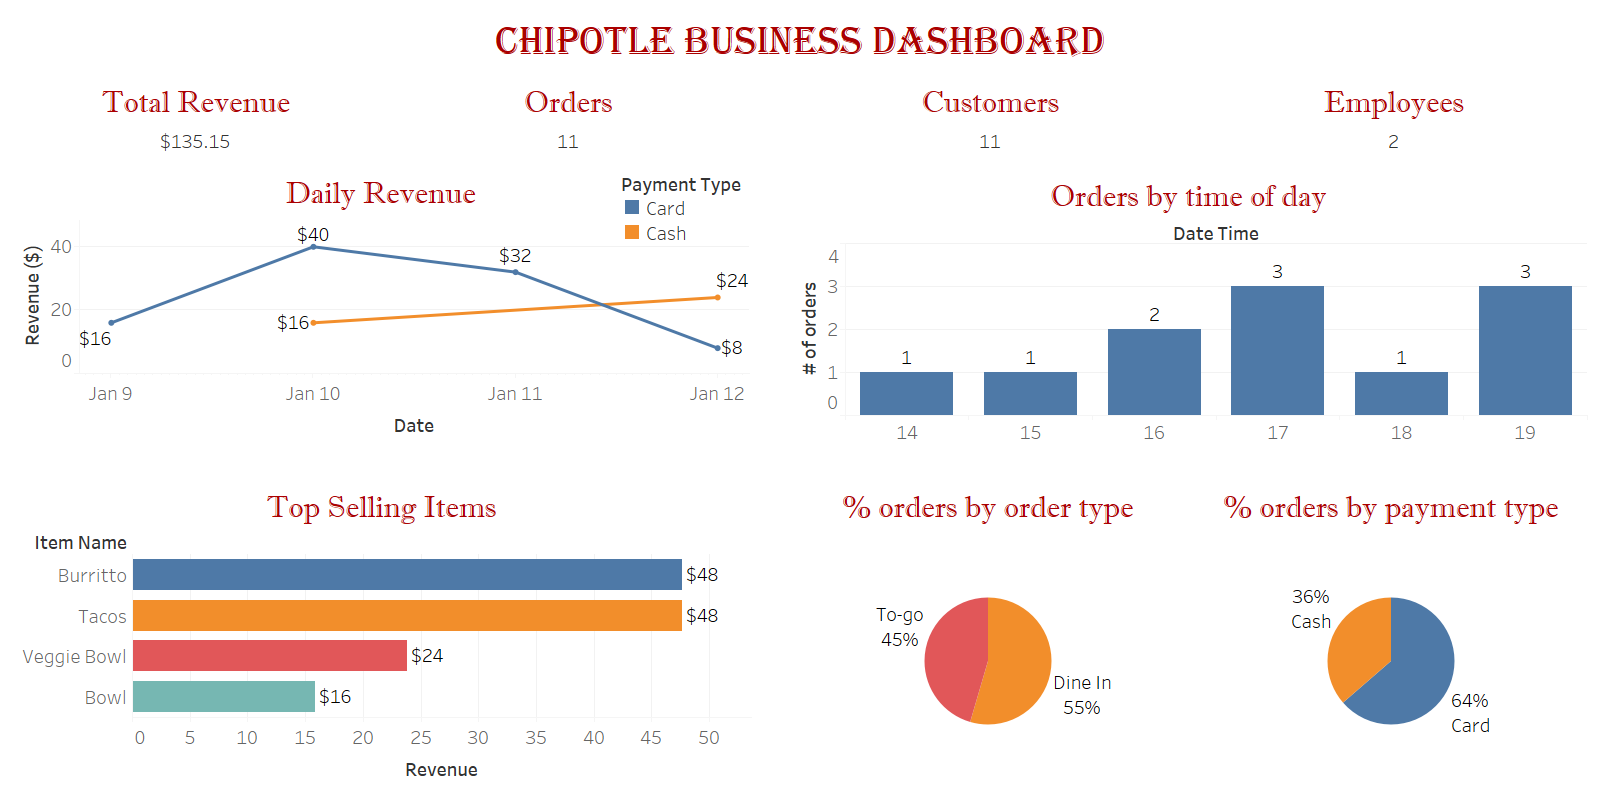 CHIPOTLE BUSINESS DASHBOARD
Total Revenue
$135.15
Orders
11
Customers
11
Employees
2
Daily Revenue
Payment Type
Card
Cash
Revenue ($)
40
20
0
$16
$40
$32
$8
$16
$24
Jan 9
Jan 10
Jan 11
Jan 12
Date
Orders by time of day
Date Time
# of orders
4
3
2
1
0
1
1
2
3
1
3
14
15
16
17
18
19
Top Selling Items
Item Name
Burritto
$48
Tacos
$48
Veggie Bowl
$24
Bowl
$16
0
5
10
15
20
25
30
35
40
45
50
Revenue
% orders by order type
To-go
45%
Dine In
55%
% orders by payment type
36%
Cash
64%
Card